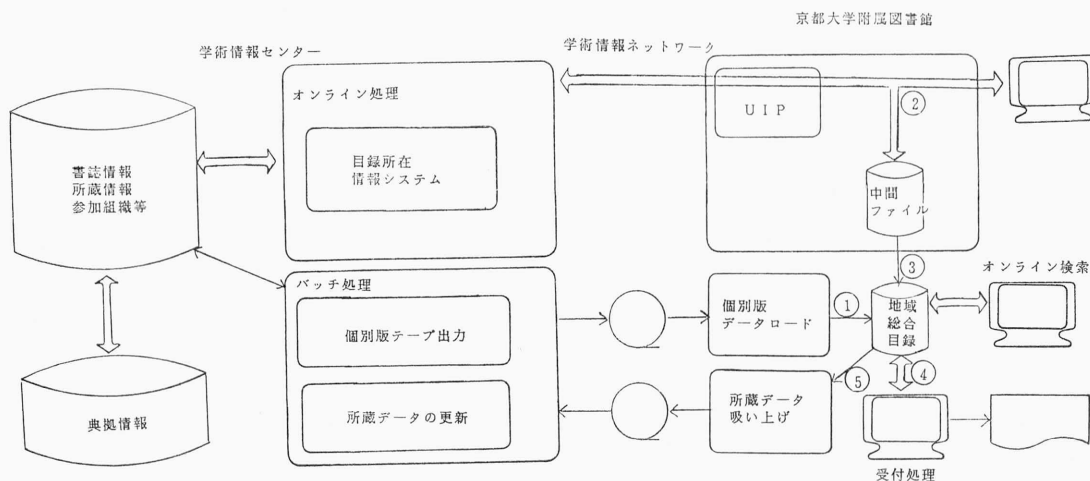 京都大学附属図書館
学術情報センター
学術情報ネットワーク
オンライン処理
UIP
②
目録所在
情報システム
書誌情報
所蔵情報
参加組織等
中間
ファイル
③
オンライン検索
バッチ処理
個別版テープ出力
個別版
データロード
①
地域
総合
目録
④
⑤
典拠情報
所蔵データの更新
所蔵データ
吸い上げ
受付処理